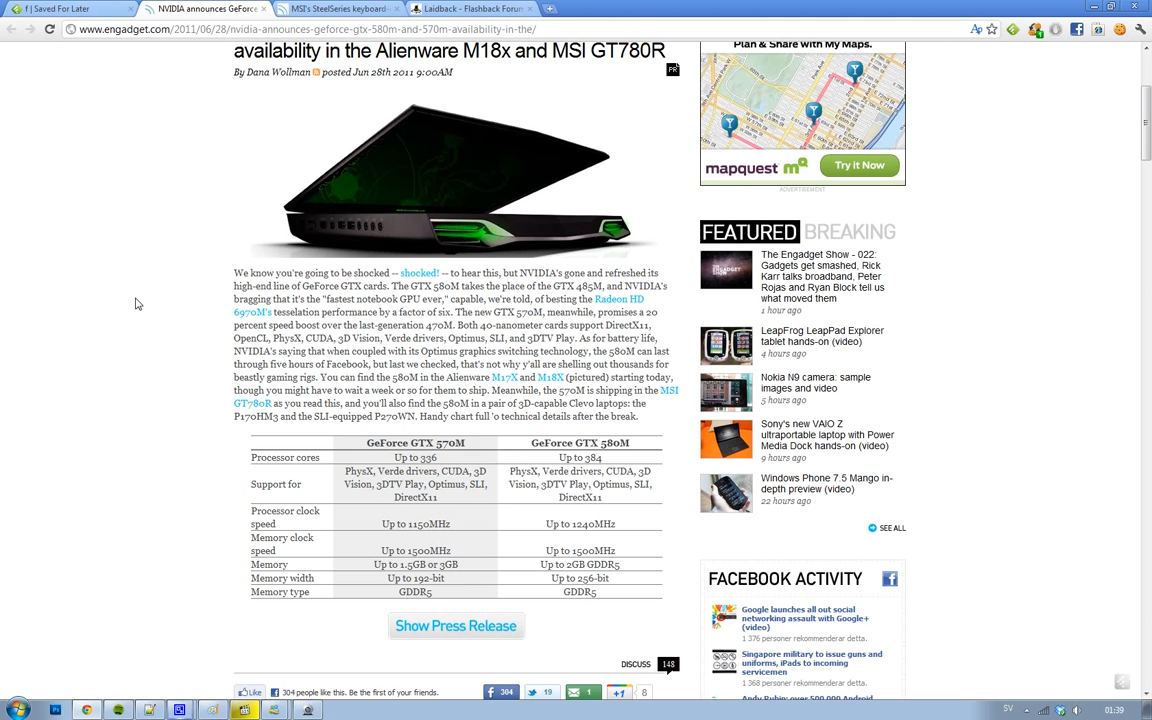 f | Saved For Later
NVIDIA announces GeForce
MSI's SteelSeries keyboard-
Laidback - Flashback Forum
www.engadget.com/2011/06/28/nvidia-announces-geforce-gtx-580m-and-570m-availability-in-the/
availability in the Alienware M18x and MSI GT780R
By Dana Wollman posted Jun 28th 2011 9:00AM
PR
We know you're going to be shocked -- shocked! -- to hear this, but NVIDIA's gone and refreshed its
high-end line of GeForce GTX cards. The GTX 580M takes the place of the GTX 485M, and NVIDIA's
bragging that it's the "fastest notebook GPU ever," capable, we're told, of besting the Radeon HD
6970M's tesselation performance by a factor of six. The new GTX 570M, meanwhile, promises a 20
percent speed boost over the last-generation 470M. Both 40-nanometer cards support DirectX11,
OpenCL, PhysX, CUDA, 3D Vision, Verde drivers, Optimus, SLI, and 3DTV Play. As for battery life,
NVIDIA's saying that when coupled with its Optimus graphics switching technology, the 580M can last
through five hours of Facebook, but last we checked, that's not why y'all are shelling out thousands for
beastly gaming rigs. You can find the 580M in the Alienware M17X and M18X (pictured) starting today,
though you might have to wait a week or so for them to ship. Meanwhile, the 570M is shipping in the MSI
GT780R as you read this, and you'll also find the 580M in a pair of 3D-capable Clevo laptops: the
P170HM3 and the SLI-equipped P270WN. Handy chart full 'o technical details after the break.
GeForce GTX 570M GeForce GTX 580M
Processor cores Up to 336 Up to 384
Support for PhysX, Verde drivers, CUDA, 3D Vision, 3DTV Play, Optimus, SLI, DirectX11 PhysX, Verde drivers, CUDA, 3D Vision, 3DTV Play, Optimus, SLI, DirectX11
Processor clock speed Up to 1150MHz Up to 1240MHz
Memory clock speed Up to 1500MHz Up to 1500MHz
Memory Up to 1.5GB or 3GB Up to 2GB GDDR5
Memory width Up to 192-bit Up to 256-bit
Memory type GDDR5 GDDR5
Show Press Release
DISCUSS 148
Like 304 people like this. Be the first of your friends.
304
19
1
+1 8
Plan & Share with My Maps.
mapquest m Try It Now
ADVERTISEMENT
FEATURED BREAKING
The Engadget Show - 022:
Gadgets get smashed, Rick
Karr talks broadband, Peter
Rojas and Ryan Block tell us
what moved them
1 hour ago
LeapFrog LeapPad Explorer
tablet hands-on (video)
4 hours ago
Nokia N9 camera: sample
images and video
5 hours ago
Sony's new VAIO Z
ultraportable laptop with Power
Media Dock hands-on (video)
9 hours ago
Windows Phone 7.5 Mango in-
depth preview (video)
22 hours ago
SEE ALL
FACEBOOK ACTIVITY
Google launches all out social
networking assault with Google+
(video)
1 376 personer rekommenderar detta.
Singapore military to issue guns and
uniforms, iPads to incoming
servicemen
1 368 personer rekommenderar detta.
Andy Rubin: over 500,000 Android
SV
01:39